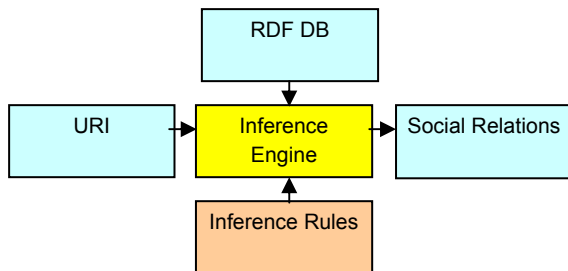 RDF DB
URI
Inference
Engine
Social Relations
Inference Rules